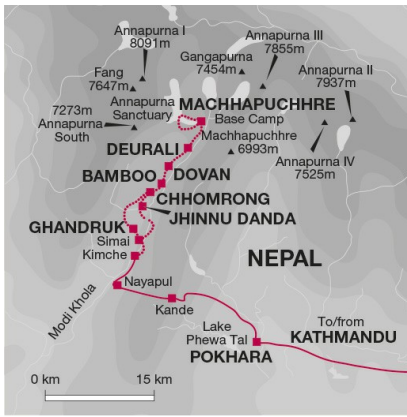 Annapurna I
8091m
Annapurna III
7855m
Gangapurna
7454m
Annapurna II
7937m
Fang
7647m
Annapurna
Sanctuary
7273m
Annapurna
South
MACHHAPUCHHRE
Base Camp
Machhapuchhre
6993m
Annapurna IV
7525m
DEURALI
BAMBOO
DOVAN
CHHOMRONG
JHINNU DANDA
GHANDRUK
Simai
Kimche
NEPAL
Nayapul
Modi Khola
Kande
Lake
Phewa Tal
POKHARA
To/from
KATHMANDU
0 km
15 km